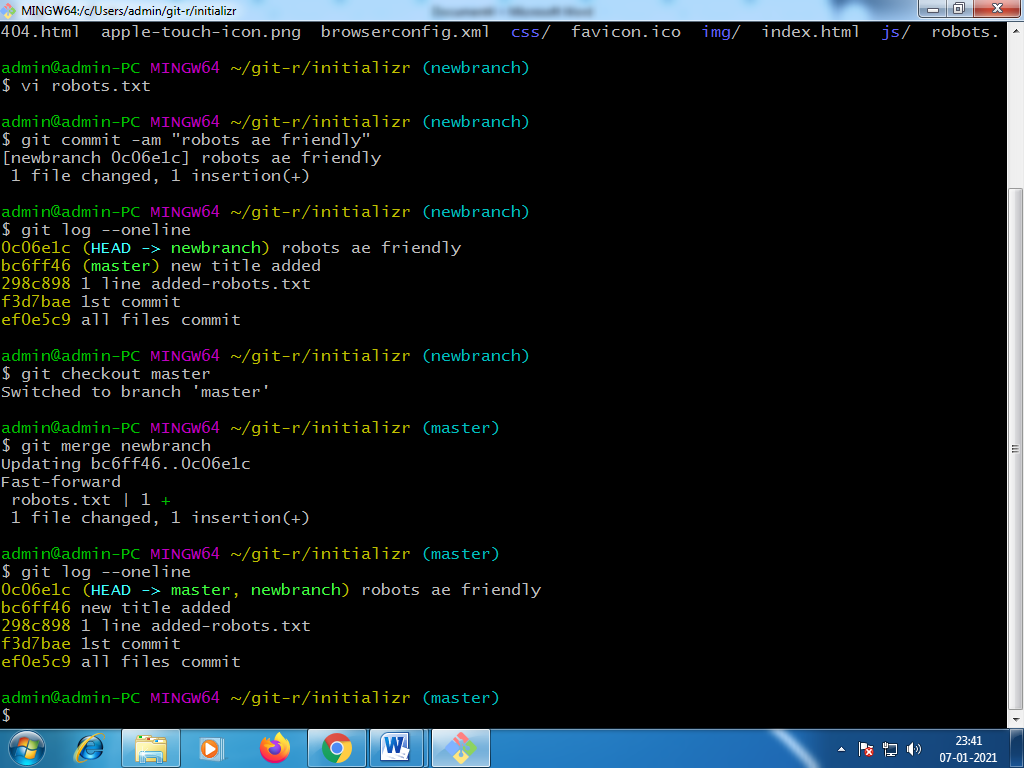 MINGW64:/c/Users/admin/git-r/initializr
404.html apple-touch-icon.png browserconfig.xml css/ favicon.ico img/ index.html js/ robots.
admin@admin-PC MINGW64 ~/git-r/initializr (newbranch)
$ vi robots.txt
admin@admin-PC MINGW64 ~/git-r/initializr (newbranch)
$ git commit -am "robots ae friendly"
[newbranch 0c06e1c] robots ae friendly
1 file changed, 1 insertion(+)
admin@admin-PC MINGW64 ~/git-r/initializr (newbranch)
$ git log --oneline
0c06e1c (HEAD -> newbranch) robots ae friendly
bc6ff46 (master) new title added
298c898 1 line added-robots.txt
f3d7bae 1st commit
ef0e5c9 all files commit
admin@admin-PC MINGW64 ~/git-r/initializr (newbranch)
$ git checkout master
Switched to branch 'master'
admin@admin-PC MINGW64 ~/git-r/initializr (master)
$ git merge newbranch
Updating bc6ff46..0c06e1c
Fast-forward
robots.txt | 1 +
1 file changed, 1 insertion(+)
admin@admin-PC MINGW64 ~/git-r/initializr (master)
$ git log --oneline
0c06e1c (HEAD -> master, newbranch) robots ae friendly
bc6ff46 new title added
298c898 1 line added-robots.txt
f3d7bae 1st commit
ef0e5c9 all files commit
admin@admin-PC MINGW64 ~/git-r/initializr (master)
$
23:41
07-01-2021